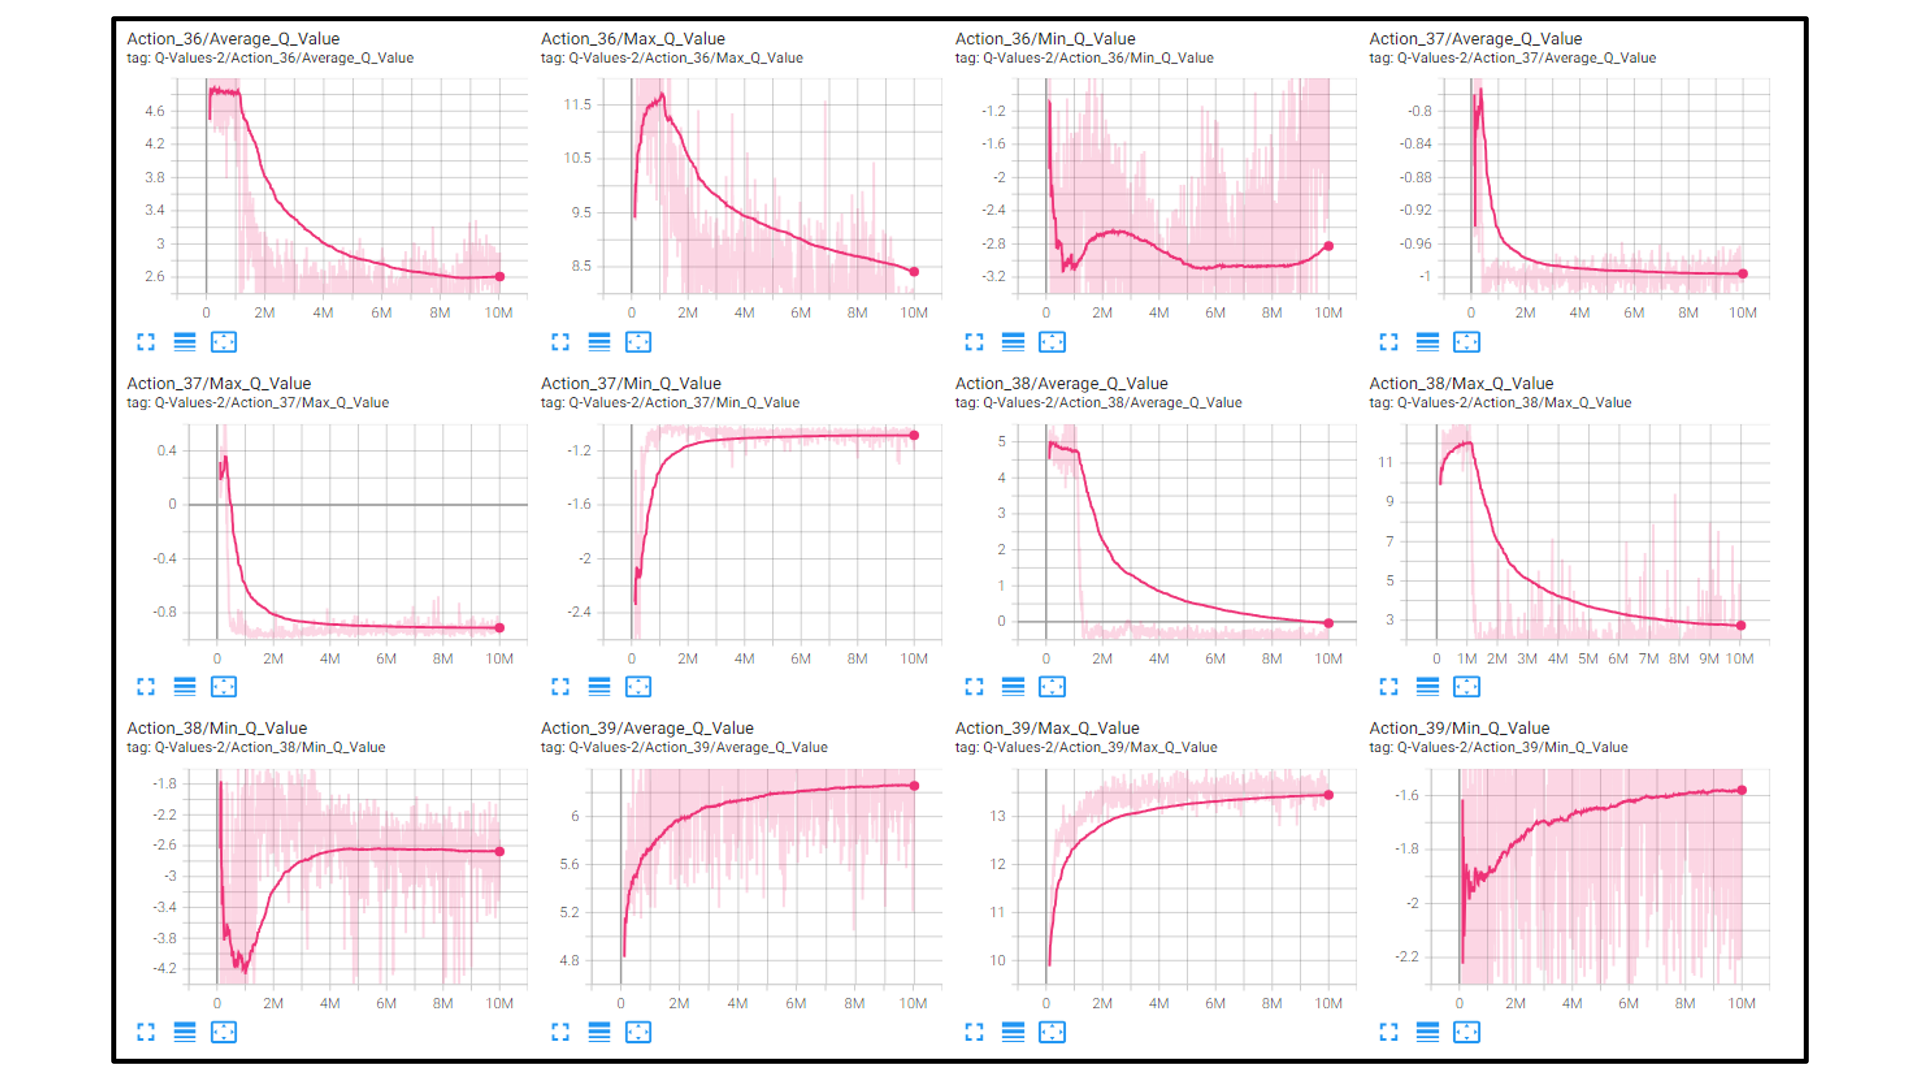 Action_36/Average_Q_Value
tag: Q-Values-2/Action_36/Average_Q_Value
4.6
4.2
3.8
3.4
3
2.6
0 2M 4M 6M 8M 10M
Action_36/Max_Q_Value
tag: Q-Values-2/Action_36/Max_Q_Value
11.5
10.5
9.5
8.5
0 2M 4M 6M 8M 10M
Action_36/Min_Q_Value
tag: Q-Values-2/Action_36/Min_Q_Value
-1.2
-1.6
-2
-2.4
-2.8
-3.2
0 2M 4M 6M 8M 10M
Action_37/Average_Q_Value
tag: Q-Values-2/Action_37/Average_Q_Value
-0.8
-0.84
-0.88
-0.92
-0.96
-1
0 2M 4M 6M 8M 10M
Action_37/Max_Q_Value
tag: Q-Values-2/Action_37/Max_Q_Value
0.4
0
-0.4
-0.8
0 2M 4M 6M 8M 10M
Action_37/Min_Q_Value
tag: Q-Values-2/Action_37/Min_Q_Value
-1.2
-1.6
-2
-2.4
0 2M 4M 6M 8M 10M
Action_38/Average_Q_Value
tag: Q-Values-2/Action_38/Average_Q_Value
5
4
3
2
1
0
0 2M 4M 6M 8M 10M
Action_38/Max_Q_Value
tag: Q-Values-2/Action_38/Max_Q_Value
11
9
7
5
3
0 1M 2M 3M 4M 5M 6M 7M 8M 9M 10M
Action_38/Min_Q_Value
tag: Q-Values-2/Action_38/Min_Q_Value
-1.8
-2.2
-2.6
-3
-3.4
-3.8
-4.2
0 2M 4M 6M 8M 10M
Action_39/Average_Q_Value
tag: Q-Values-2/Action_39/Average_Q_Value
6
5.6
5.2
4.8
0 2M 4M 6M 8M 10M
Action_39/Max_Q_Value
tag: Q-Values-2/Action_39/Max_Q_Value
13
12
11
10
0 2M 4M 6M 8M 10M
Action_39/Min_Q_Value
tag: Q-Values-2/Action_39/Min_Q_Value
-1.6
-1.8
-2
-2.2
0 2M 4M 6M 8M 10M